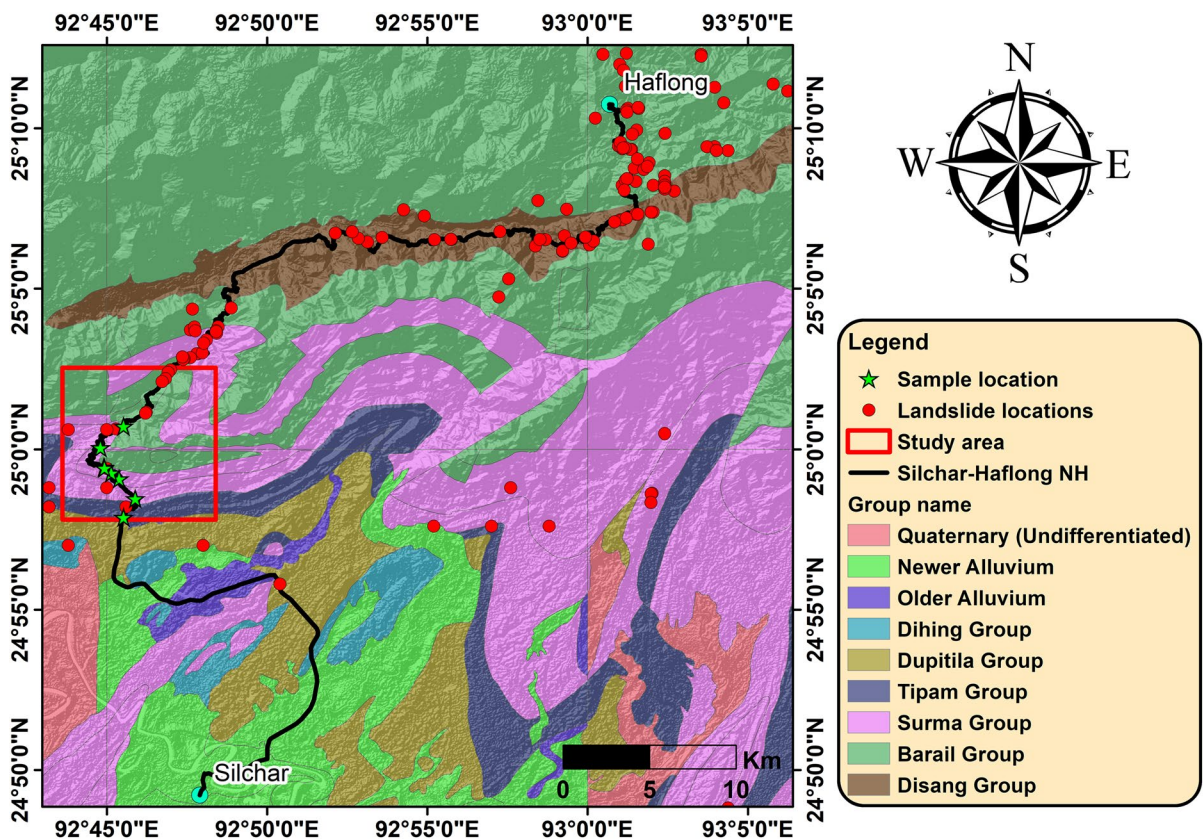 92°45'0"E 92°50'0"E 92°55'0"E 93°0'0"E 93°5'0"E
Haflong
25°10'0"N
25°10'0"N
25°5'0"N
25°5'0"N
25°0'0"N
25°0'0"N
24°55'0"N
24°55'0"N
24°50'0"N
24°50'0"N
Silchar
Km
0 5 10
92°45'0"E 92°50'0"E 92°55'0"E 93°0'0"E 93°5'0"E
N
W E
S
Legend
Sample location
Landslide locations
Study area
Silchar-Haflong NH
Group name
Quaternary (Undifferentiated)
Newer Alluvium
Older Alluvium
Dihing Group
Dupitila Group
Tipam Group
Surma Group
Barail Group
Disang Group